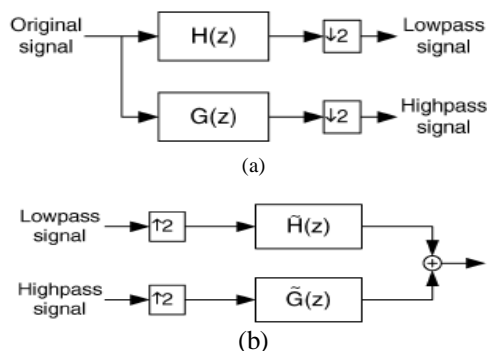 Original
signal
H(z)
↓2
Lowpass
signal
G(z)
↓2
Highpass
signal
(a)
Lowpass
signal
↑2
H̃(z)
Highpass
signal
↑2
G̃(z)
+
(b)